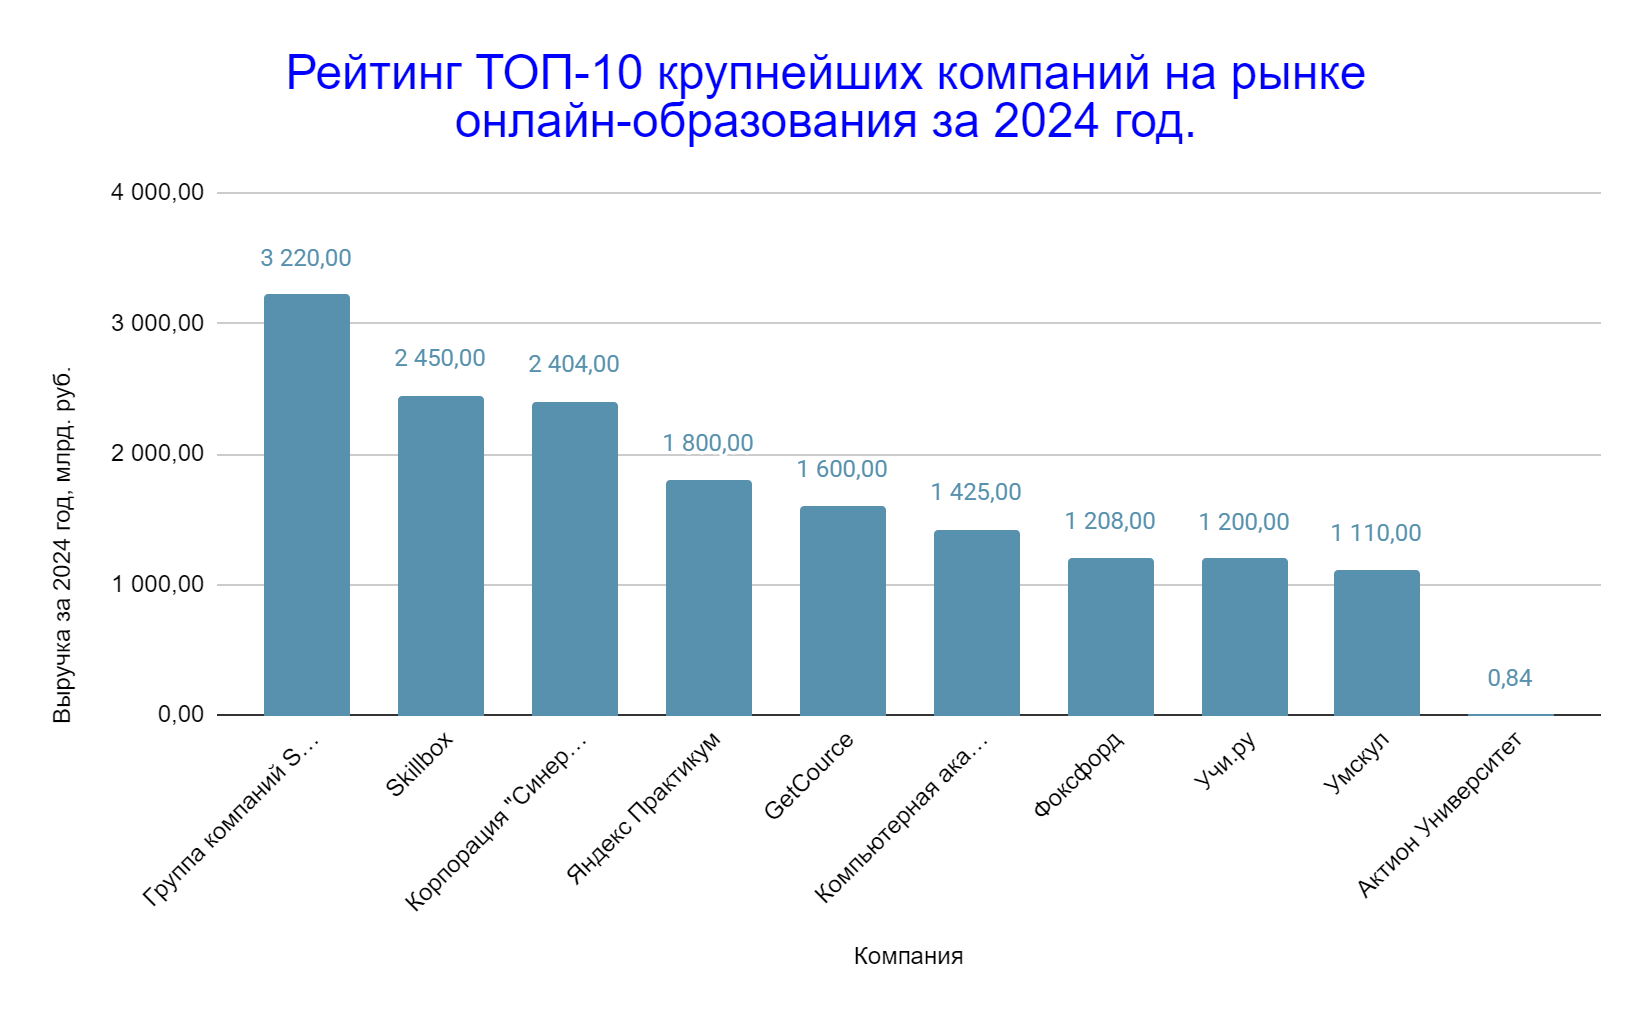 Рейтинг ТОП-10 крупнейших компаний на рынке
онлайн-образования за 2024 год.
Выручка за 2024 год, млрд. руб.
4 000,00
3 000,00
2 000,00
1 000,00
0,00
3 220,00
2 450,00
2 404,00
1 800,00
1 600,00
1 425,00
1 208,00
1 200,00
1 110,00
0,84
Группа компаний S…
Skillbox
Корпорация "Синер…
Яндекс Практикум
GetCource
Компьютерная ака…
Фоксфорд
Учи.ру
Умскул
Актион Университет
Компания